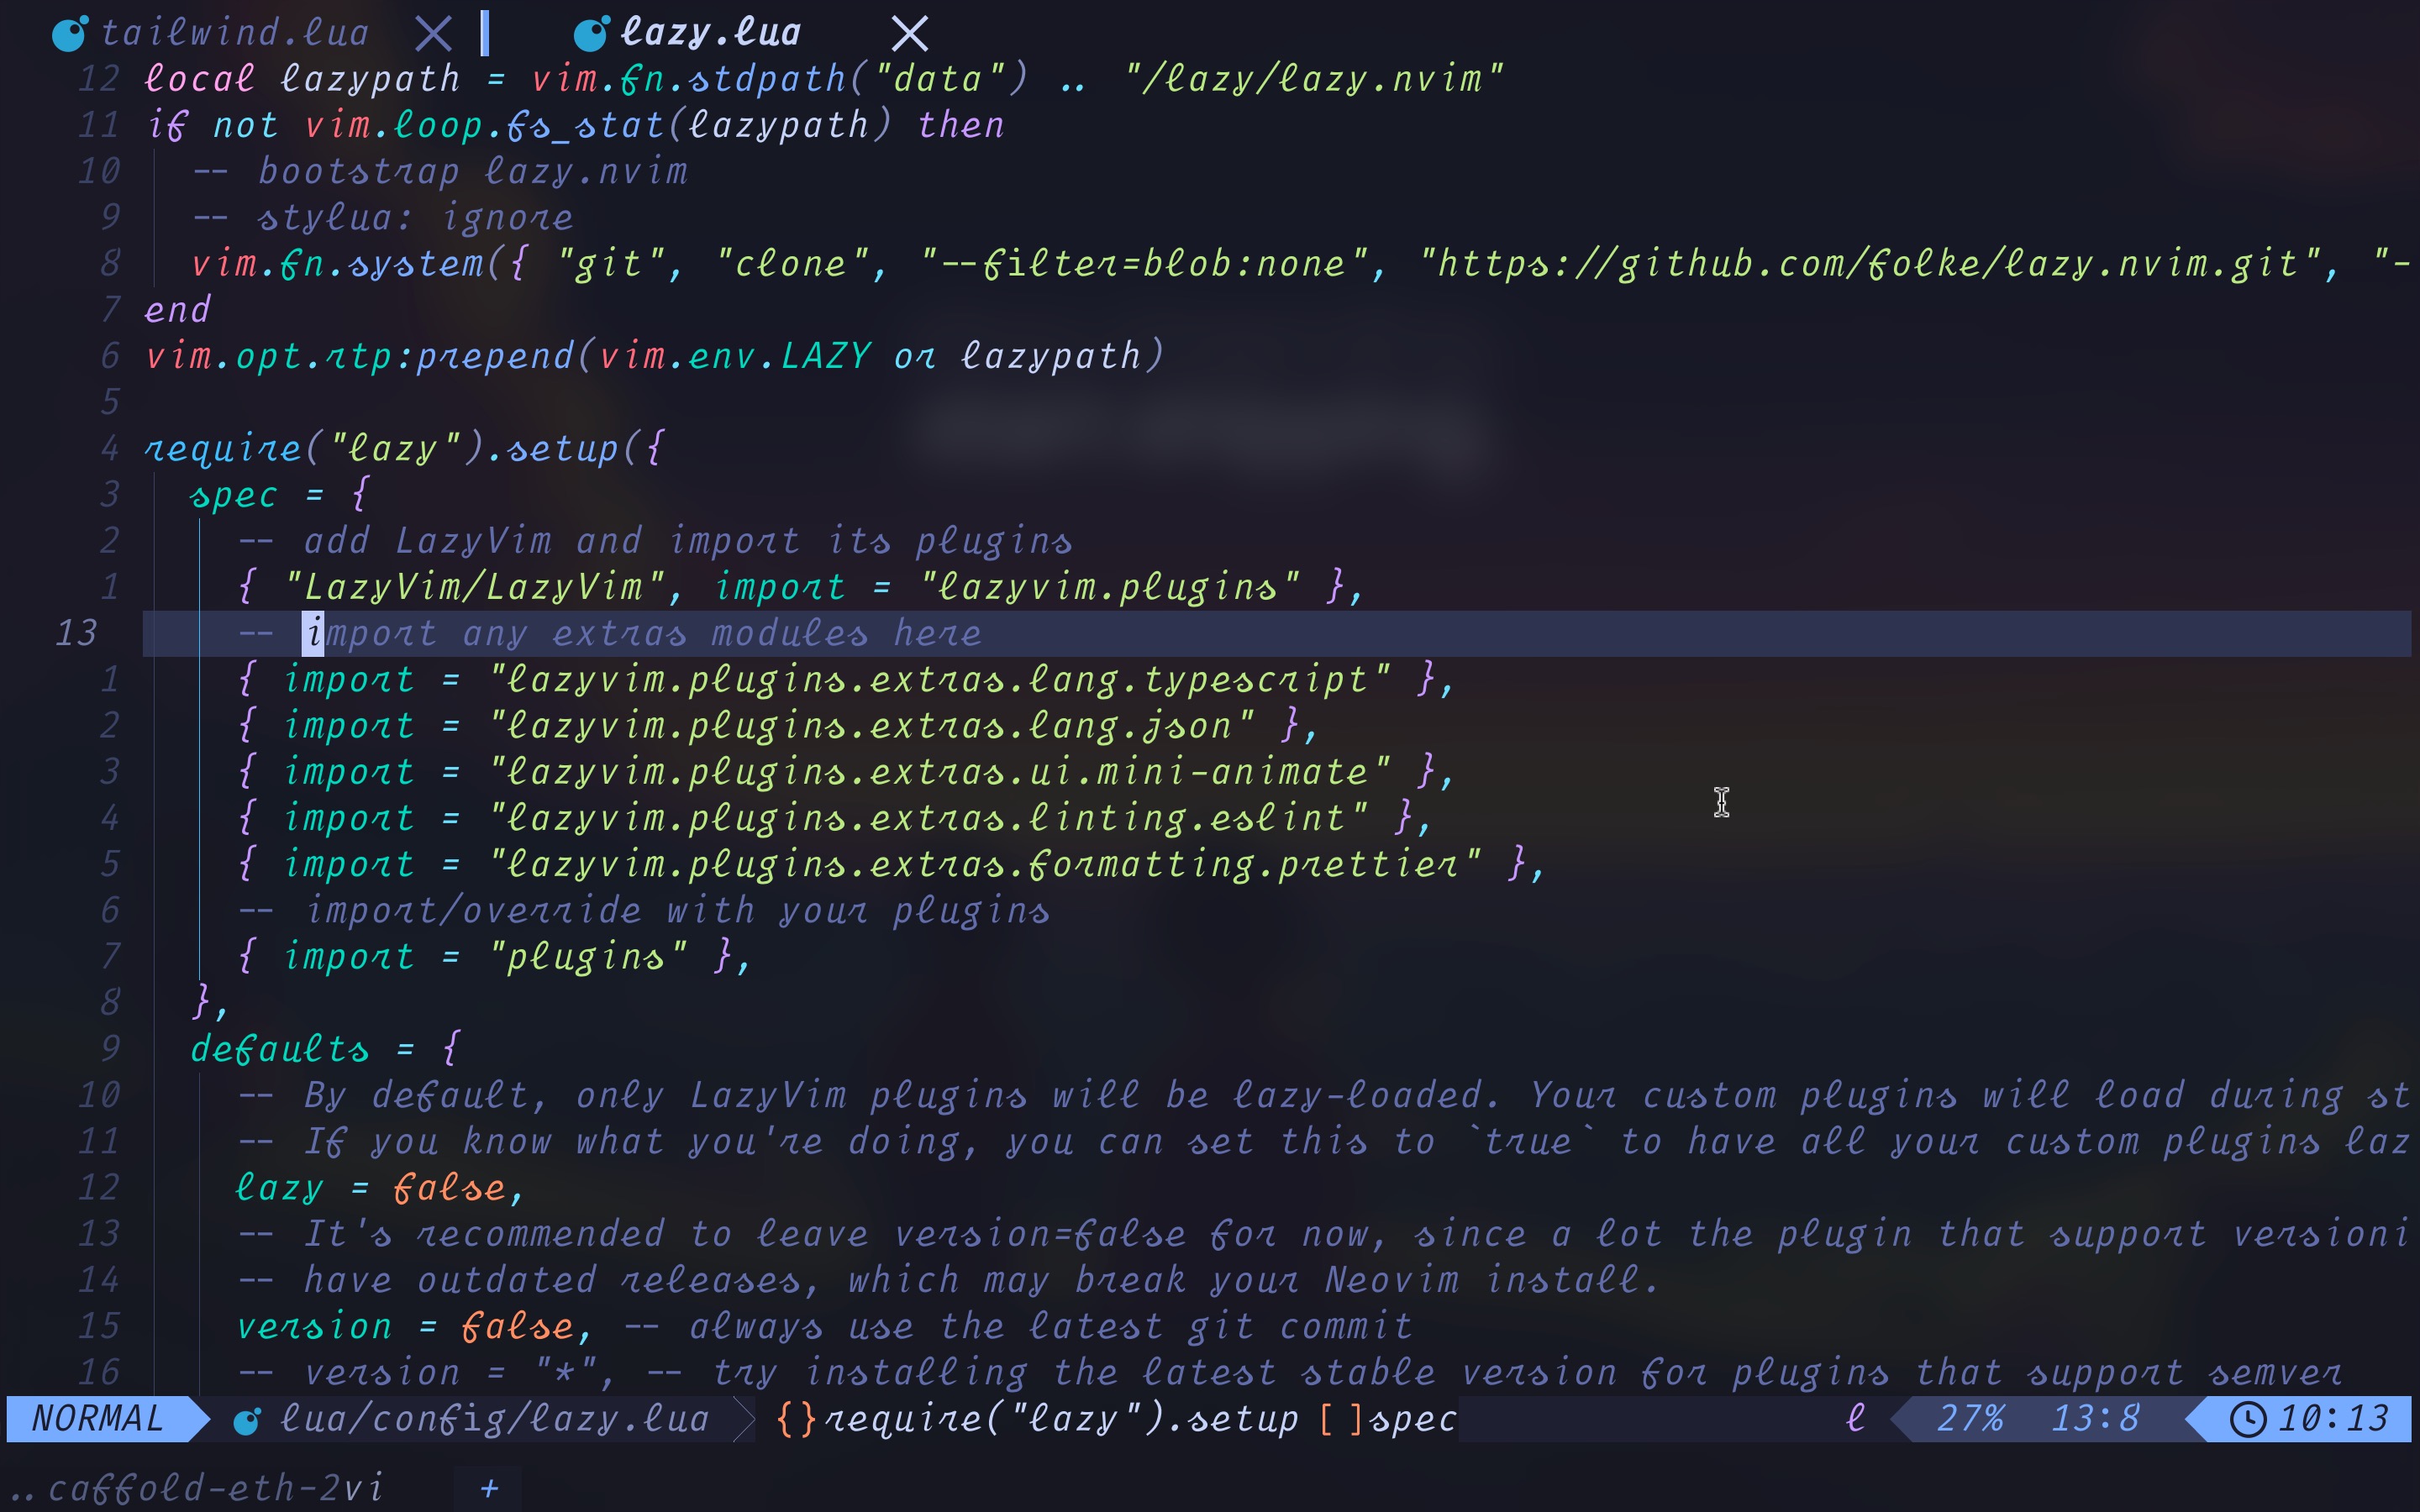 tailwind.lua lazy.lua
12 local lazypath = vim.fn.stdpath("data") .. "/lazy/lazy.nvim"
11 if not vim.loop.fs_stat(lazypath) then
10 -- bootstrap lazy.nvim
9 -- stylua: ignore
8 vim.fn.system({ "git", "clone", "--filter=blob:none", "https://github.com/folke/lazy.nvim.git", "-
7 end
6 vim.opt.rtp:prepend(vim.env.LAZY or lazypath)
5
4 require("lazy").setup({
3 spec = {
2 -- add LazyVim and import its plugins
1 { "LazyVim/LazyVim", import = "lazyvim.plugins" },
13 -- import any extras modules here
1 { import = "lazyvim.plugins.extras.lang.typescript" },
2 { import = "lazyvim.plugins.extras.lang.json" },
3 { import = "lazyvim.plugins.extras.ui.mini-animate" },
4 { import = "lazyvim.plugins.extras.linting.eslint" },
5 { import = "lazyvim.plugins.extras.formatting.prettier" },
6 -- import/override with your plugins
7 { import = "plugins" },
8 },
9 defaults = {
10 -- By default, only LazyVim plugins will be lazy-loaded. Your custom plugins will load during st
11 -- If you know what you're doing, you can set this to `true` to have all your custom plugins laz
12 lazy = false,
13 -- It's recommended to leave version=false for now, since a lot the plugin that support versioni
14 -- have outdated releases, which may break your Neovim install.
15 version = false, -- always use the latest git commit
16 -- version = "*", -- try installing the latest stable version for plugins that support semver
NORMAL lua/config/lazy.lua {}require("lazy").setup []spec l 27% 13:8 10:13
..caffold-eth-2vi +